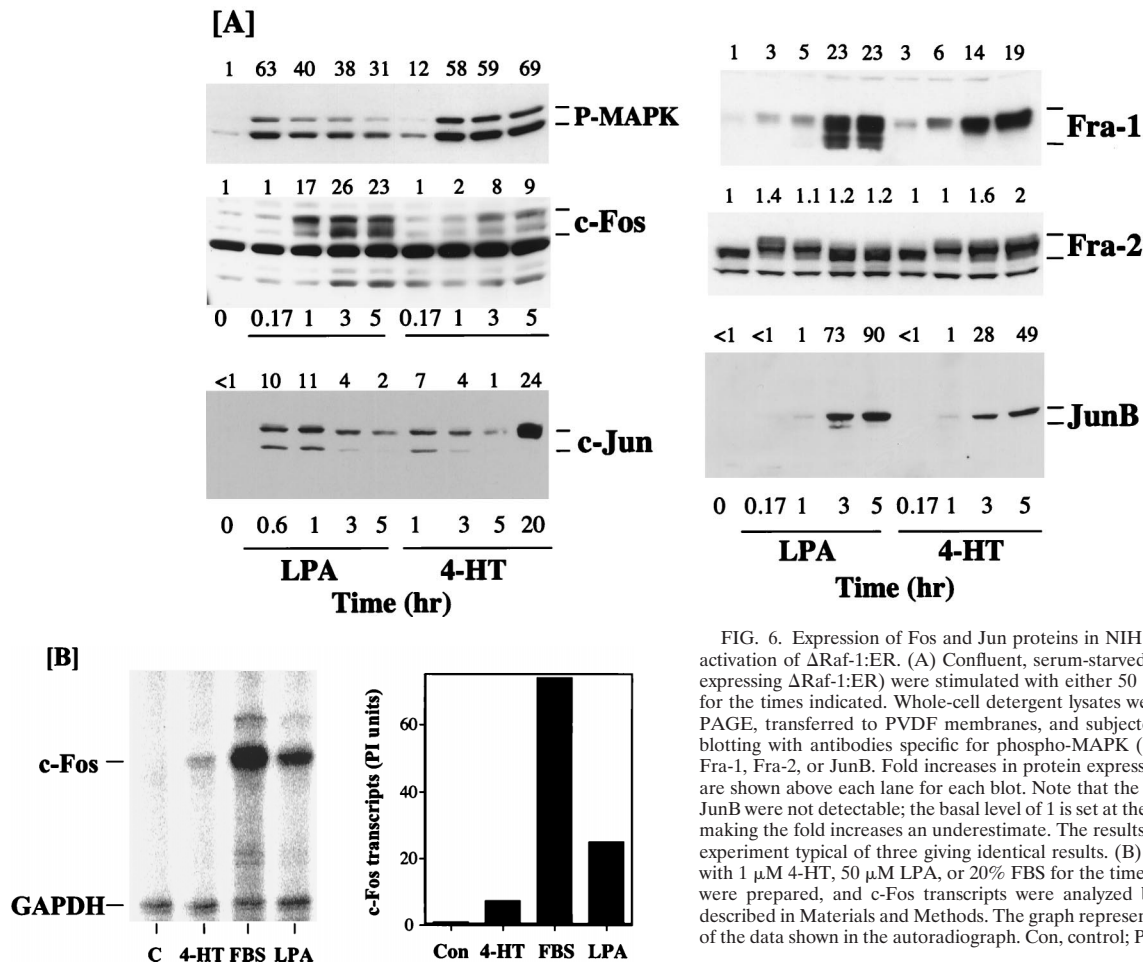 [A]
1 63 40 38 31 12 58 59 69
P-MAPK
1 1 17 26 23 1 2 8 9
c-Fos
0 0.17 1 3 5 0.17 1 3 5
<1 10 11 4 2 7 4 1 24
c-Jun
0 0.6 1 3 5 1 3 5 20
LPA 4-HT
Time (hr)
1 3 5 23 23 3 6 14 19
Fra-1
1 1.4 1.1 1.2 1.2 1 1 1.6 2
Fra-2
<1 <1 1 73 90 <1 1 28 49
JunB
0 0.17 1 3 5 0.17 1 3 5
LPA 4-HT
Time (hr)
[B]
c-Fos
GAPDH
C 4-HT FBS LPA
c-Fos transcripts (PI units)
60
40
20
0
Con 4-HT FBS LPA
FIG. 6. Expression of Fos and Jun proteins in NIH
activation of ΔRaf-1:ER. (A) Confluent, serum-starved
expressing ΔRaf-1:ER) were stimulated with either 50
for the times indicated. Whole-cell detergent lysates we
PAGE, transferred to PVDF membranes, and subjecte
blotting with antibodies specific for phospho-MAPK (
Fra-1, Fra-2, or JunB. Fold increases in protein express
are shown above each lane for each blot. Note that the
JunB were not detectable; the basal level of 1 is set at the
making the fold increases an underestimate. The results
experiment typical of three giving identical results. (B)
with 1 μM 4-HT, 50 μM LPA, or 20% FBS for the time
were prepared, and c-Fos transcripts were analyzed b
described in Materials and Methods. The graph represen
of the data shown in the autoradiograph. Con, control; P